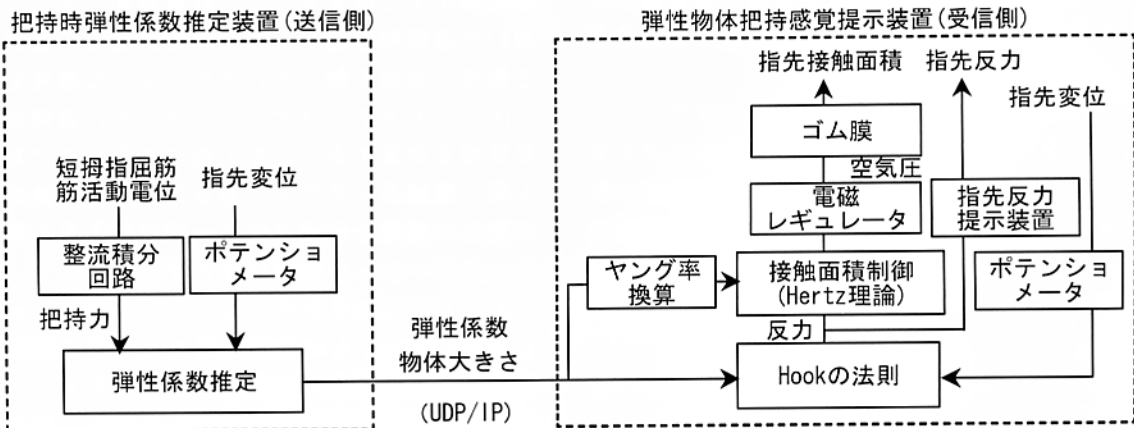 把持時弾性係数推定装置(送信側)
短拇指屈筋
筋活動電位
指先変位
整流積分
回路
ポテンショ
メータ
把持力
弾性係数推定
弾性係数
物体大きさ
(UDP/IP)
弾性物体把持感覚提示装置(受信側)
指先接触面積
指先反力
指先変位
ゴム膜
空気圧
電磁
レギュレータ
指先反力
提示装置
ヤング率
換算
接触面積制御
(Hertz理論)
ポテンショ
メータ
反力
Hookの法則